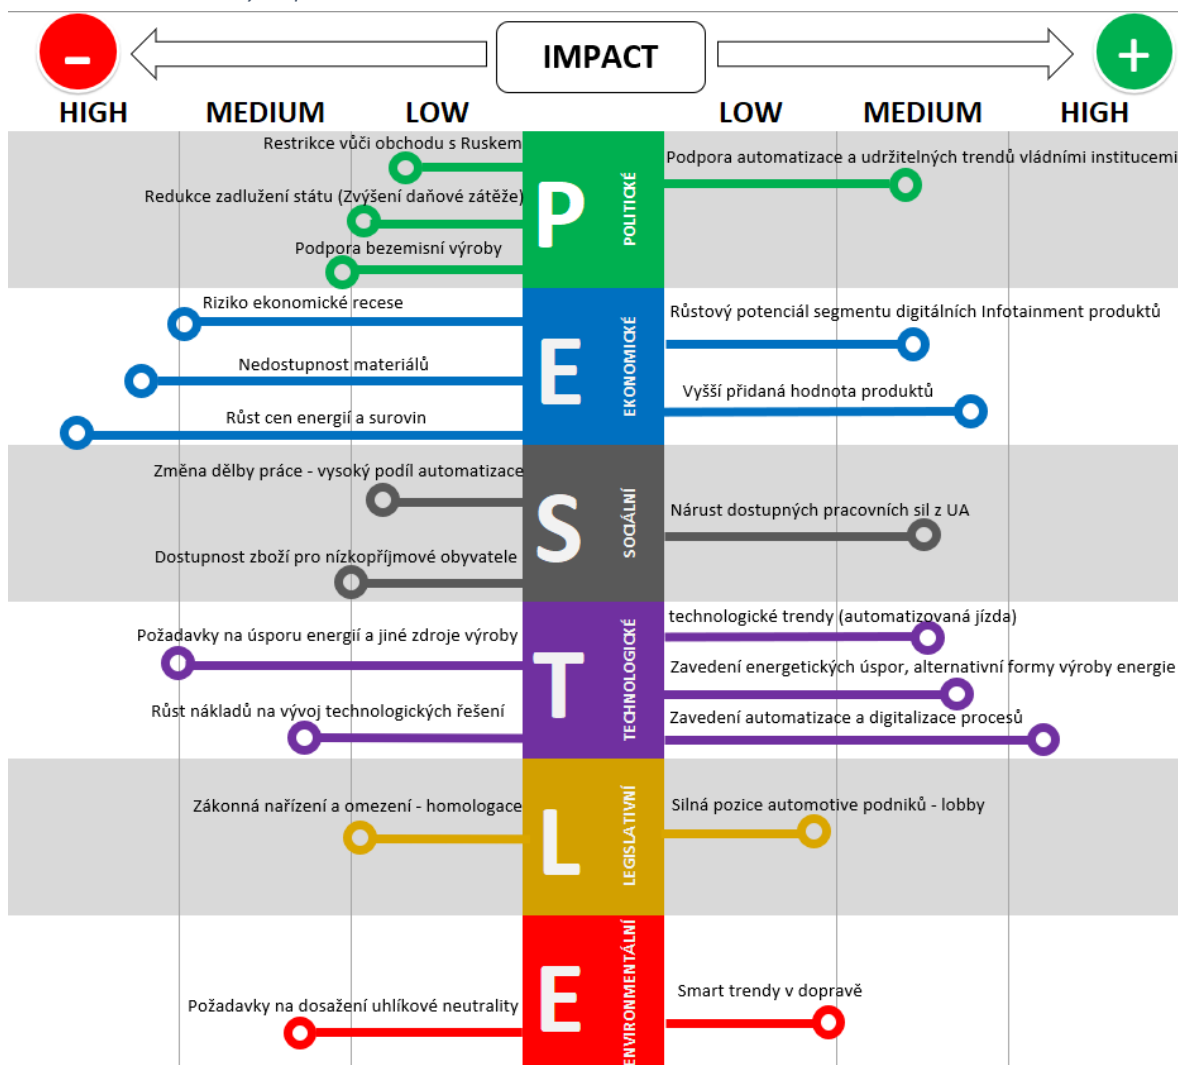 -
IMPACT
+
HIGH
MEDIUM
LOW
LOW
MEDIUM
HIGH
Restrikce vůči obchodu s Ruskem
Redukce zadlužení státu (Zvýšení daňové zátěže)
Podpora bezemisní výroby
P
POLITICKÉ
Podpora automatizace a udržitelných trendů vládními institucemi
Riziko ekonomické recese
Nedostupnost materiálů
Růst cen energií a surovin
E
EKONOMICKÉ
Růstový potenciál segmentu digitálních Infotainment produktů
Vyšší přidaná hodnota produktů
Změna dělby práce - vysoký podíl automatizace
Dostupnost zboží pro nízkopříjmové obyvatele
S
SOCIÁLNÍ
Nárust dostupných pracovních sil z UA
Požadavky na úsporu energií a jiné zdroje výroby
Růst nákladů na vývoj technologických řešení
T
TECHNOLOGICKÉ
technologické trendy (automatizovaná jízda)
Zavedení energetických úspor, alternativní formy výroby energie
Zavedení automatizace a digitalizace procesů
Zákonná nařízení a omezení - homologace
L
LEGISLATIVNÍ
Silná pozice automotive podniků - lobby
Požadavky na dosažení uhlíkové neutrality
E
ENVIRONMENTÁLNÍ
Smart trendy v dopravě